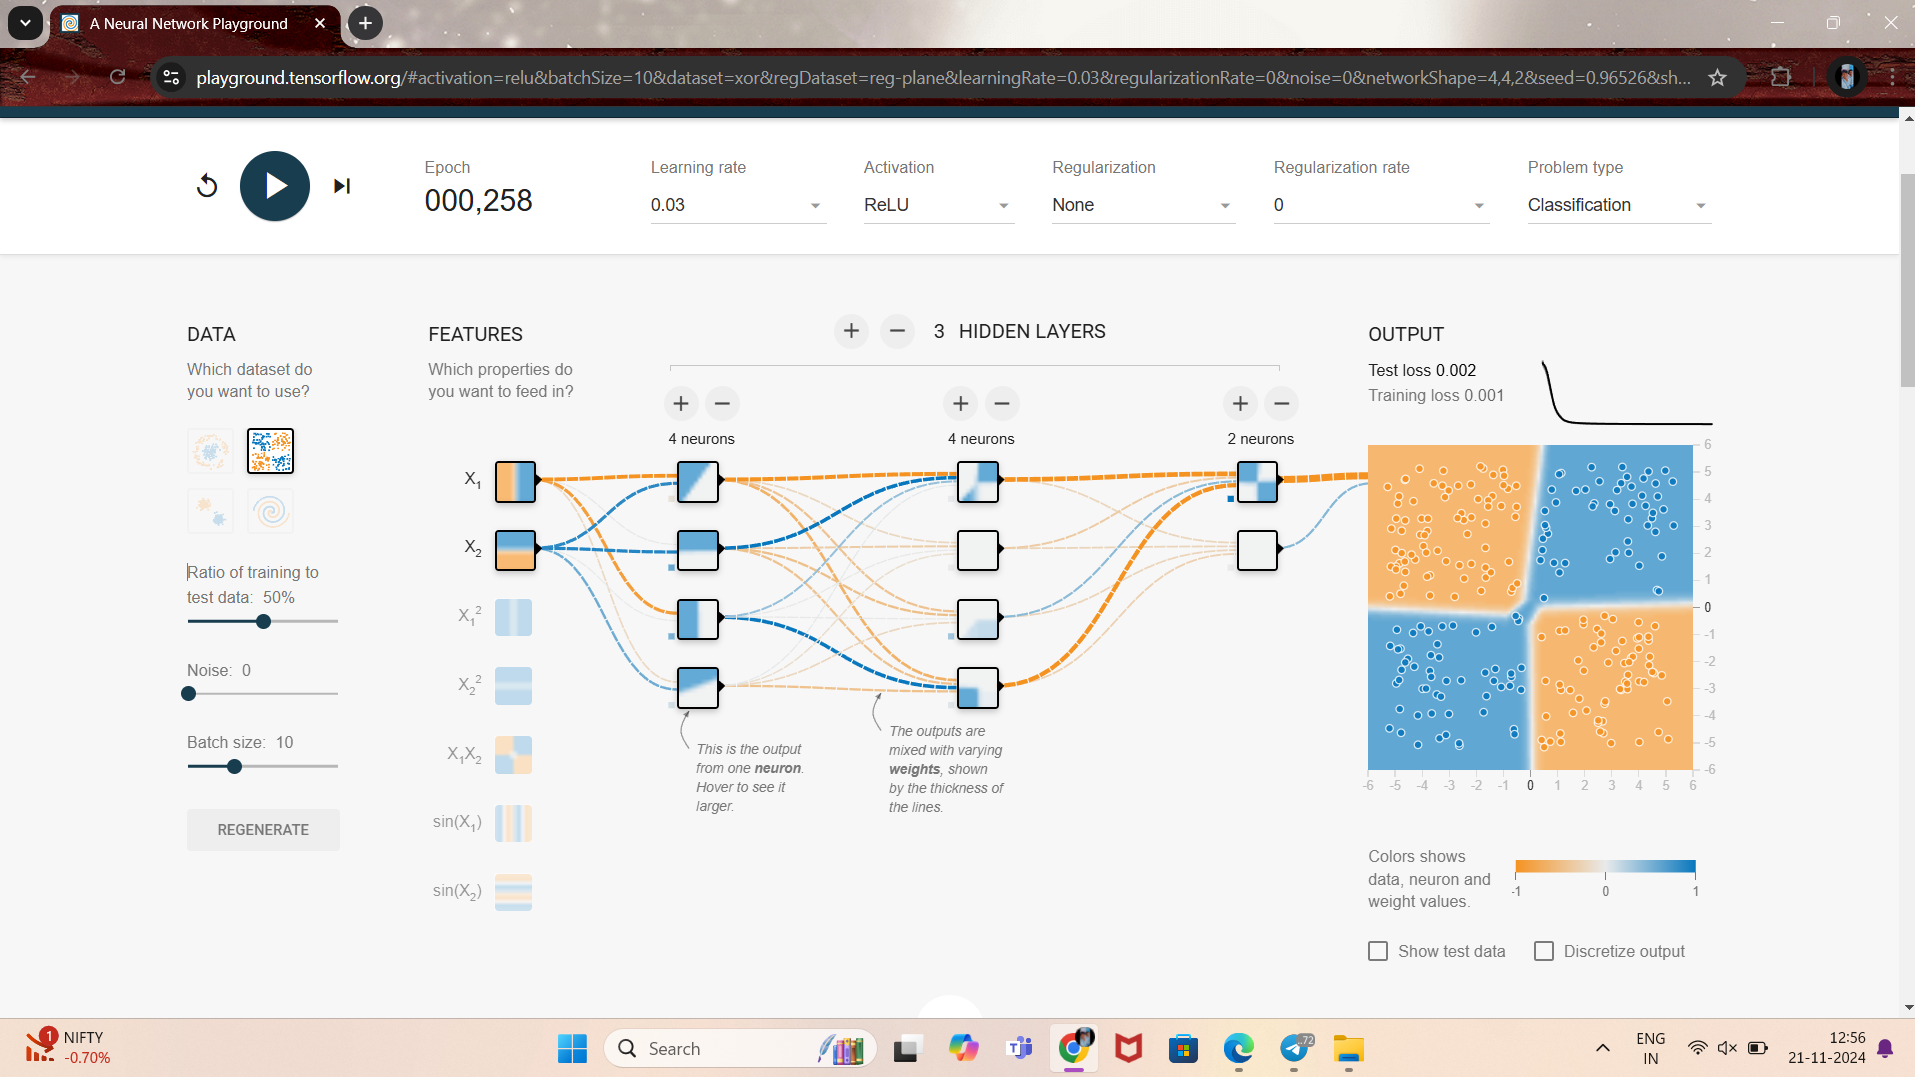 A Neural Network Playground
playground.tensorflow.org/#activation=relu&batchSize=10&dataset=xor&regDataset=reg-plane&learningRate=0.03&regularizationRate=0&noise=0&networkShape=4,4,2&seed=0.96526&sh...
Epoch
000,258
Learning rate
0.03
Activation
ReLU
Regularization
None
Regularization rate
0
Problem type
Classification
DATA
Which dataset do
you want to use?
Ratio of training to
test data: 50%
Noise: 0
Batch size: 10
REGENERATE
FEATURES
Which properties do
you want to feed in?
X1
X2
X1²
X2²
X1X2
sin(X1)
sin(X2)
3 HIDDEN LAYERS
4 neurons
4 neurons
2 neurons
This is the output
from one neuron.
Hover to see it
larger.
The outputs are
mixed with varying
weights, shown
by the thickness of
the lines.
OUTPUT
Test loss 0.002
Training loss 0.001
6
5
4
3
2
1
0
-1
-2
-3
-4
-5
-6
-6 -5 -4 -3 -2 -1 0 1 2 3 4 5 6
Colors shows
data, neuron and
weight values.
-1 0 1
Show test data
Discretize output
1
NIFTY
-0.70%
Search
72
ENG
IN
12:56
21-11-2024